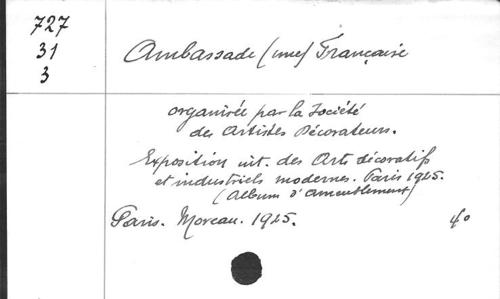 727
31
3
Ambassade (une) Française
organisée par la Société
des Artistes Décorateurs.
Exposition int. des Arts décoratifs
et industriels modernes. Paris 1925.
(Album d'ameublement)
Paris. Moreau. 1925. 4o